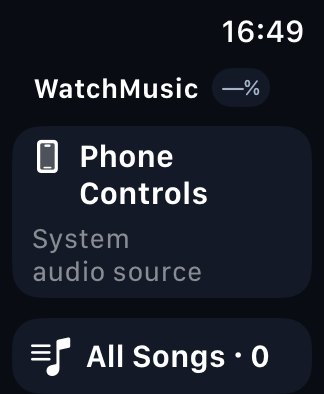 16:49
WatchMusic —%
Phone
Controls
System
audio source
All Songs · 0